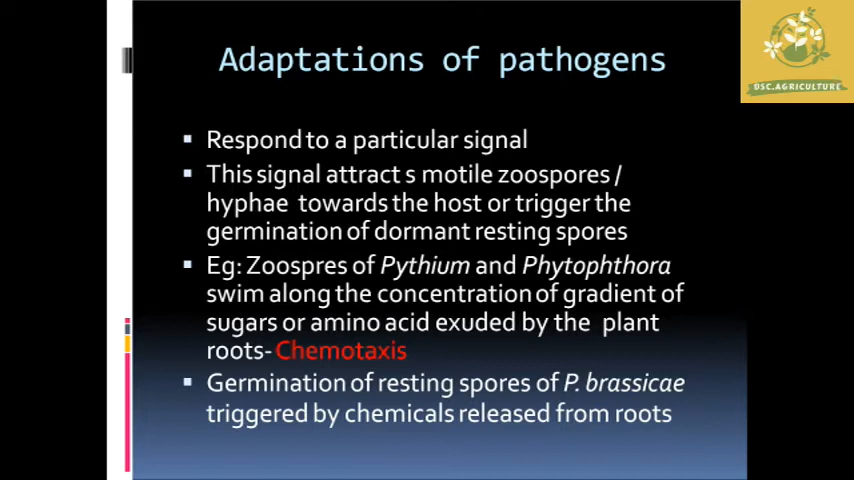 Adaptations of pathogens
BSC.AGRICULTURE
▪ Respond to a particular signal
▪ This signal attract s motile zoospores /
hyphae towards the host or trigger the
germination of dormant resting spores
▪ Eg: Zoospres of Pythium and Phytophthora
swim along the concentration of gradient of
sugars or amino acid exuded by the plant
roots- Chemotaxis
▪ Germination of resting spores of P. brassicae
triggered by chemicals released from roots